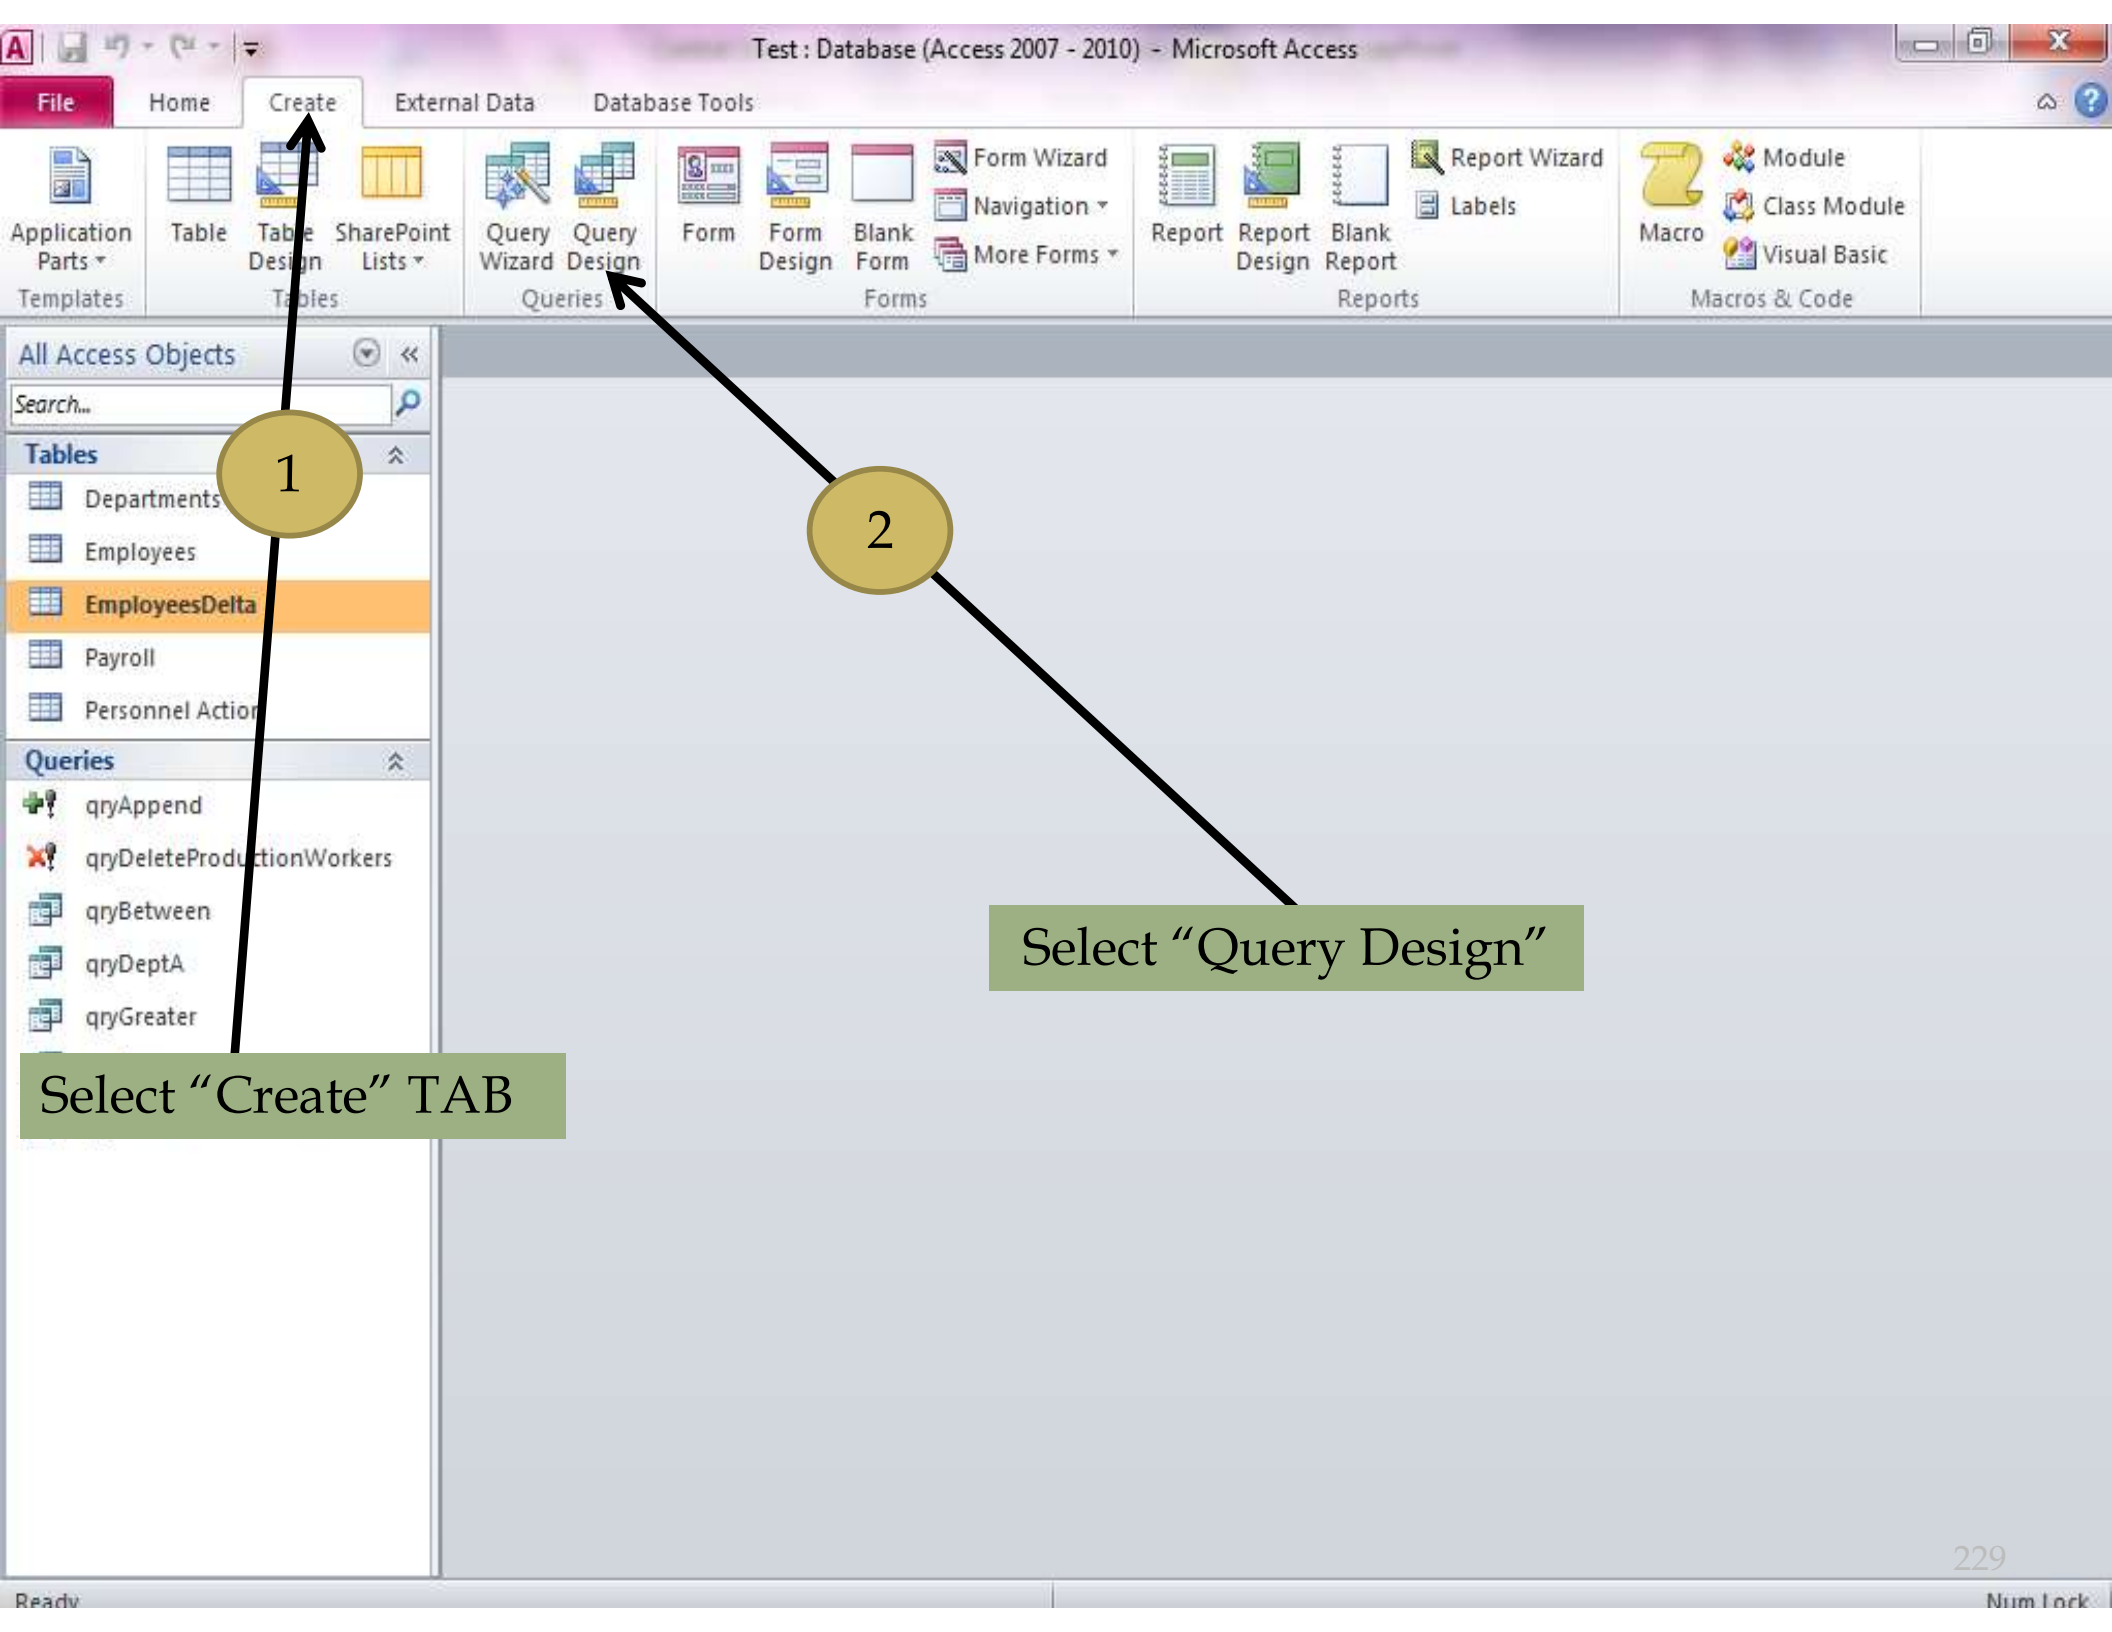 Test : Database (Access 2007 - 2010) - Microsoft Access
File Home Create External Data Database Tools
Application Parts
Table
Table Design
SharePoint Lists
Query Wizard
Query Design
Form
Form Design
Blank Form
Form Wizard
Navigation
More Forms
Report
Report Design
Blank Report
Report Wizard
Labels
Macro
Module
Class Module
Visual Basic
Templates Tables Queries Forms Reports Macros & Code
All Access Objects
Search...
Tables
Departments
Employees
EmployeesDelta
Payroll
Personnel Action
Queries
qryAppend
qryDeleteProductionWorkers
qryBetween
qryDeptA
qryGreater
1
2
Select “Query Design”
Select “Create” TAB
229
Ready
Num Lock